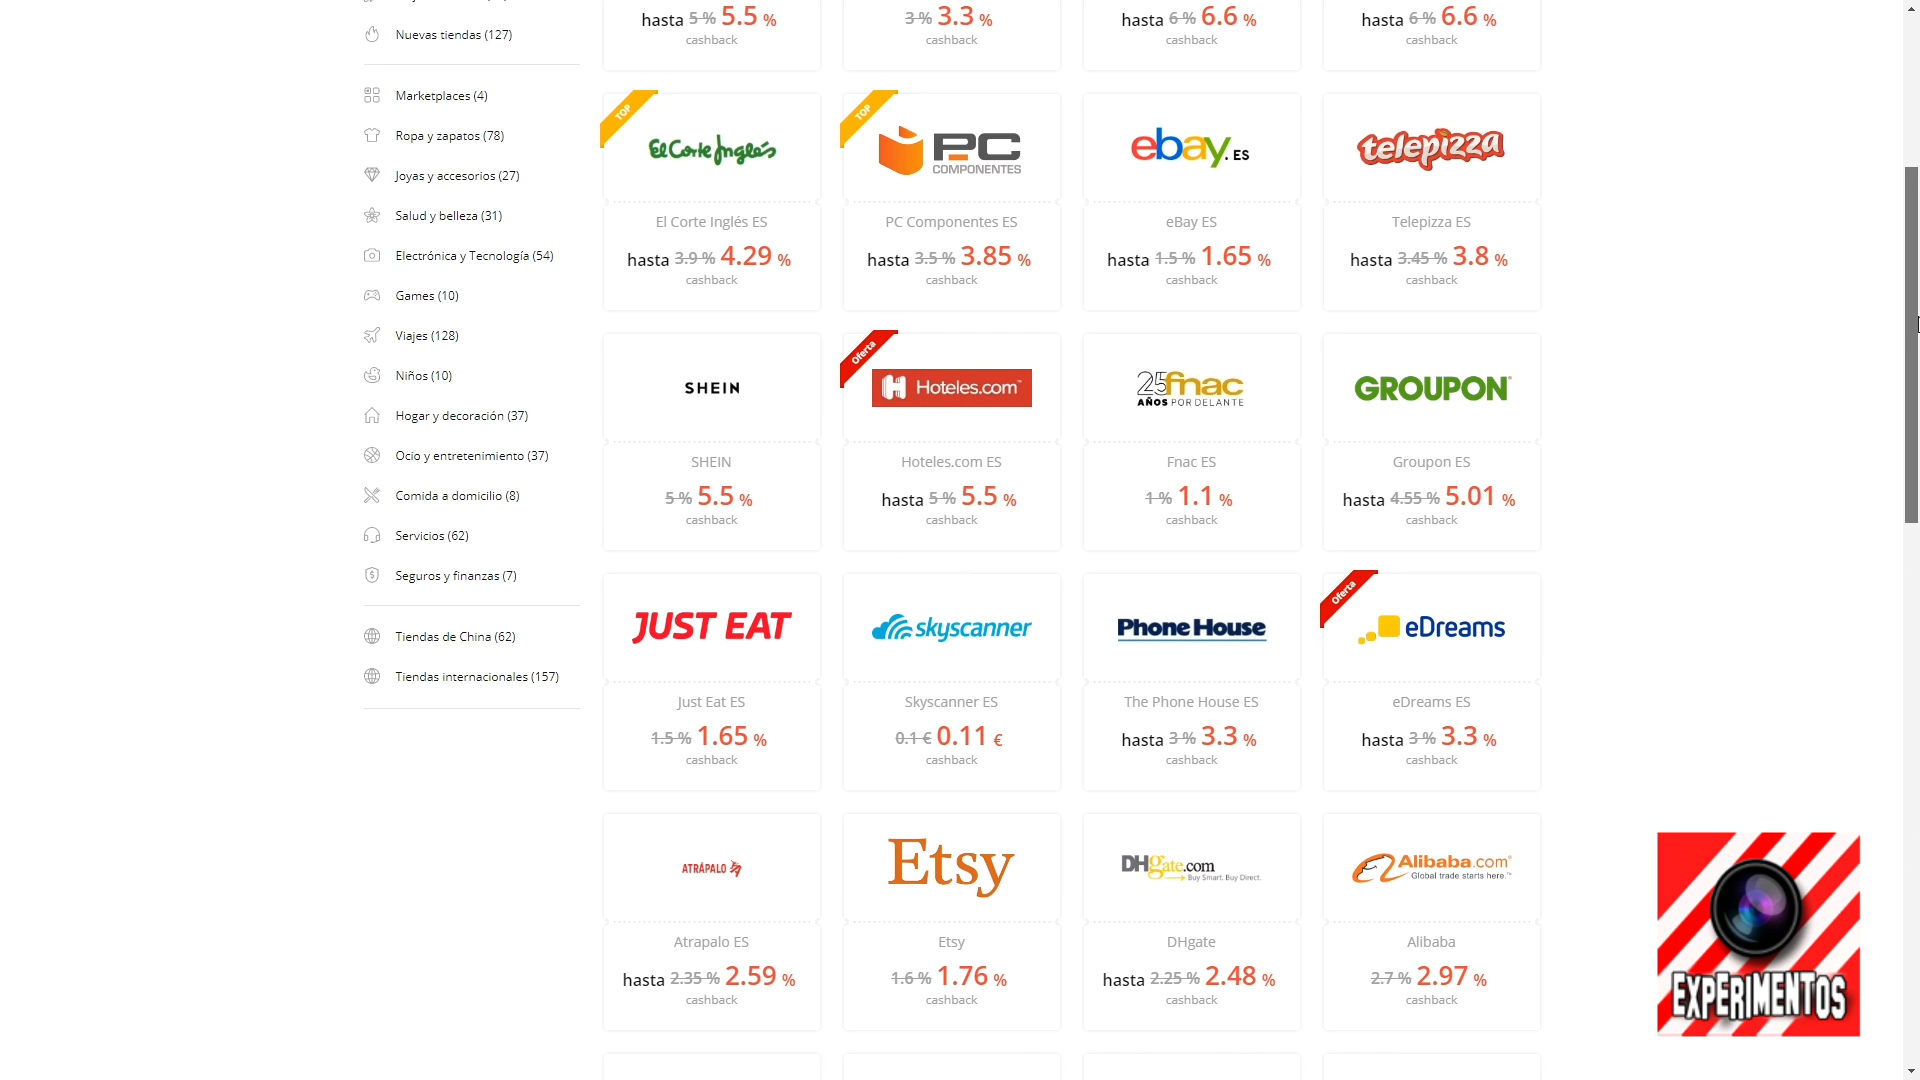 hasta 5 % 5.5 %
cashback
3 % 3.3 %
cashback
hasta 6 % 6.6 %
cashback
hasta 6 % 6.6 %
cashback
Nuevas tiendas (127)
Marketplaces (4)
Ropa y zapatos (78)
Joyas y accesorios (27)
Salud y belleza (31)
Electrónica y Tecnología (54)
Games (10)
Viajes (128)
Niños (10)
Hogar y decoración (37)
Ocio y entretenimiento (37)
Comida a domicilio (8)
Servicios (62)
Seguros y finanzas (7)
Tiendas de China (62)
Tiendas internacionales (157)
TOP
El Corte Inglés
El Corte Inglés ES
hasta 3.9 % 4.29 %
cashback
TOP
PC
COMPONENTES
PC Componentes ES
hasta 3.5 % 3.85 %
cashback
ebay.ES
eBay ES
hasta 1.5 % 1.65 %
cashback
telepizza
Telepizza ES
hasta 3.45 % 3.8 %
cashback
SHEIN
SHEIN
5 % 5.5 %
cashback
Oferta
H Hoteles.com™
Hoteles.com ES
hasta 5 % 5.5 %
cashback
25 fnac
AÑOS POR DELANTE
Fnac ES
1 % 1.1 %
cashback
GROUPON®
Groupon ES
hasta 4.55 % 5.01 %
cashback
JUST EAT
Just Eat ES
1.5 % 1.65 %
cashback
skyscanner
Skyscanner ES
0.1 € 0.11 €
cashback
Phone House
The Phone House ES
hasta 3 % 3.3 %
cashback
Oferta
eDreams
eDreams ES
hasta 3 % 3.3 %
cashback
ATRÁPALO
Atrapalo ES
hasta 2.35 % 2.59 %
cashback
Etsy
Etsy
1.6 % 1.76 %
cashback
DHgate.com
Buy Smart. Buy Direct.
DHgate
hasta 2.25 % 2.48 %
cashback
Alibaba.com®
Global trade starts here.™
Alibaba
2.7 % 2.97 %
cashback
EXPERIMENTOS